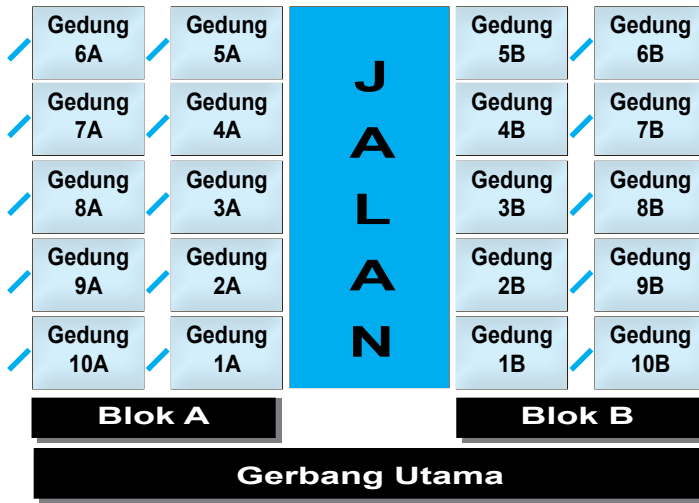 Gedung
6A
Gedung
5A
Gedung
5B
Gedung
6B
Gedung
7A
Gedung
4A
Gedung
4B
Gedung
7B
Gedung
8A
Gedung
3A
Gedung
3B
Gedung
8B
Gedung
9A
Gedung
2A
Gedung
2B
Gedung
9B
Gedung
10A
Gedung
1A
Gedung
1B
Gedung
10B
J
A
L
A
N
Blok A
Blok B
Gerbang Utama